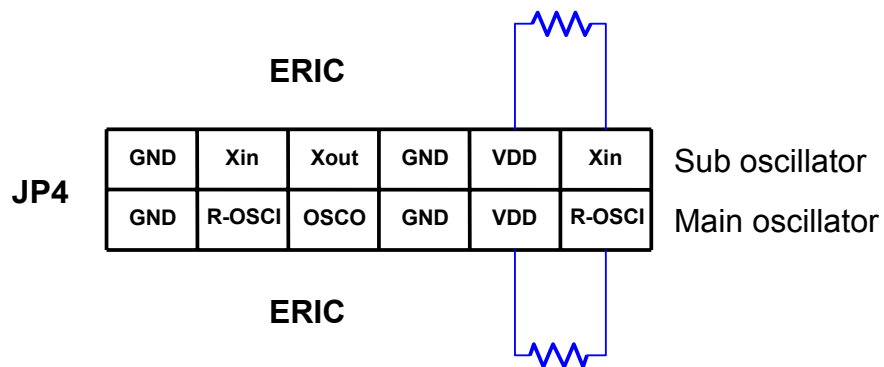 ERIC
GND Xin Xout GND VDD Xin Sub oscillator
JP4
GND R-OSCI OSCO GND VDD R-OSCI Main oscillator
ERIC